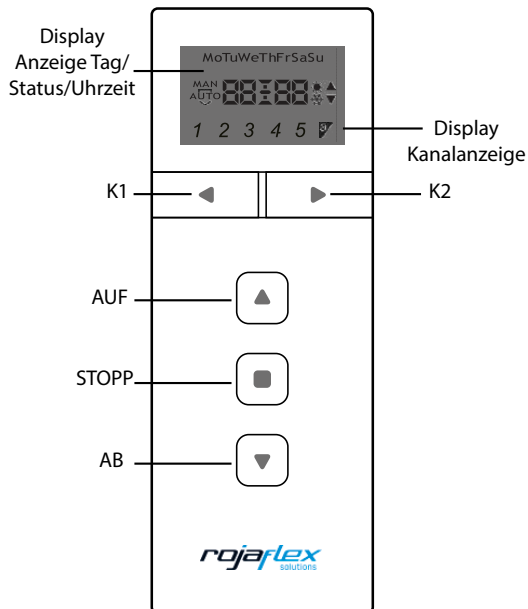 Display
Anzeige Tag/
Status/Uhrzeit
MoTuWeThFrSaSu
MAN
AUTO
88:88
1 2 3 4 5
Display
Kanalanzeige
K1
K2
AUF
STOPP
AB
rojaflex
solutions